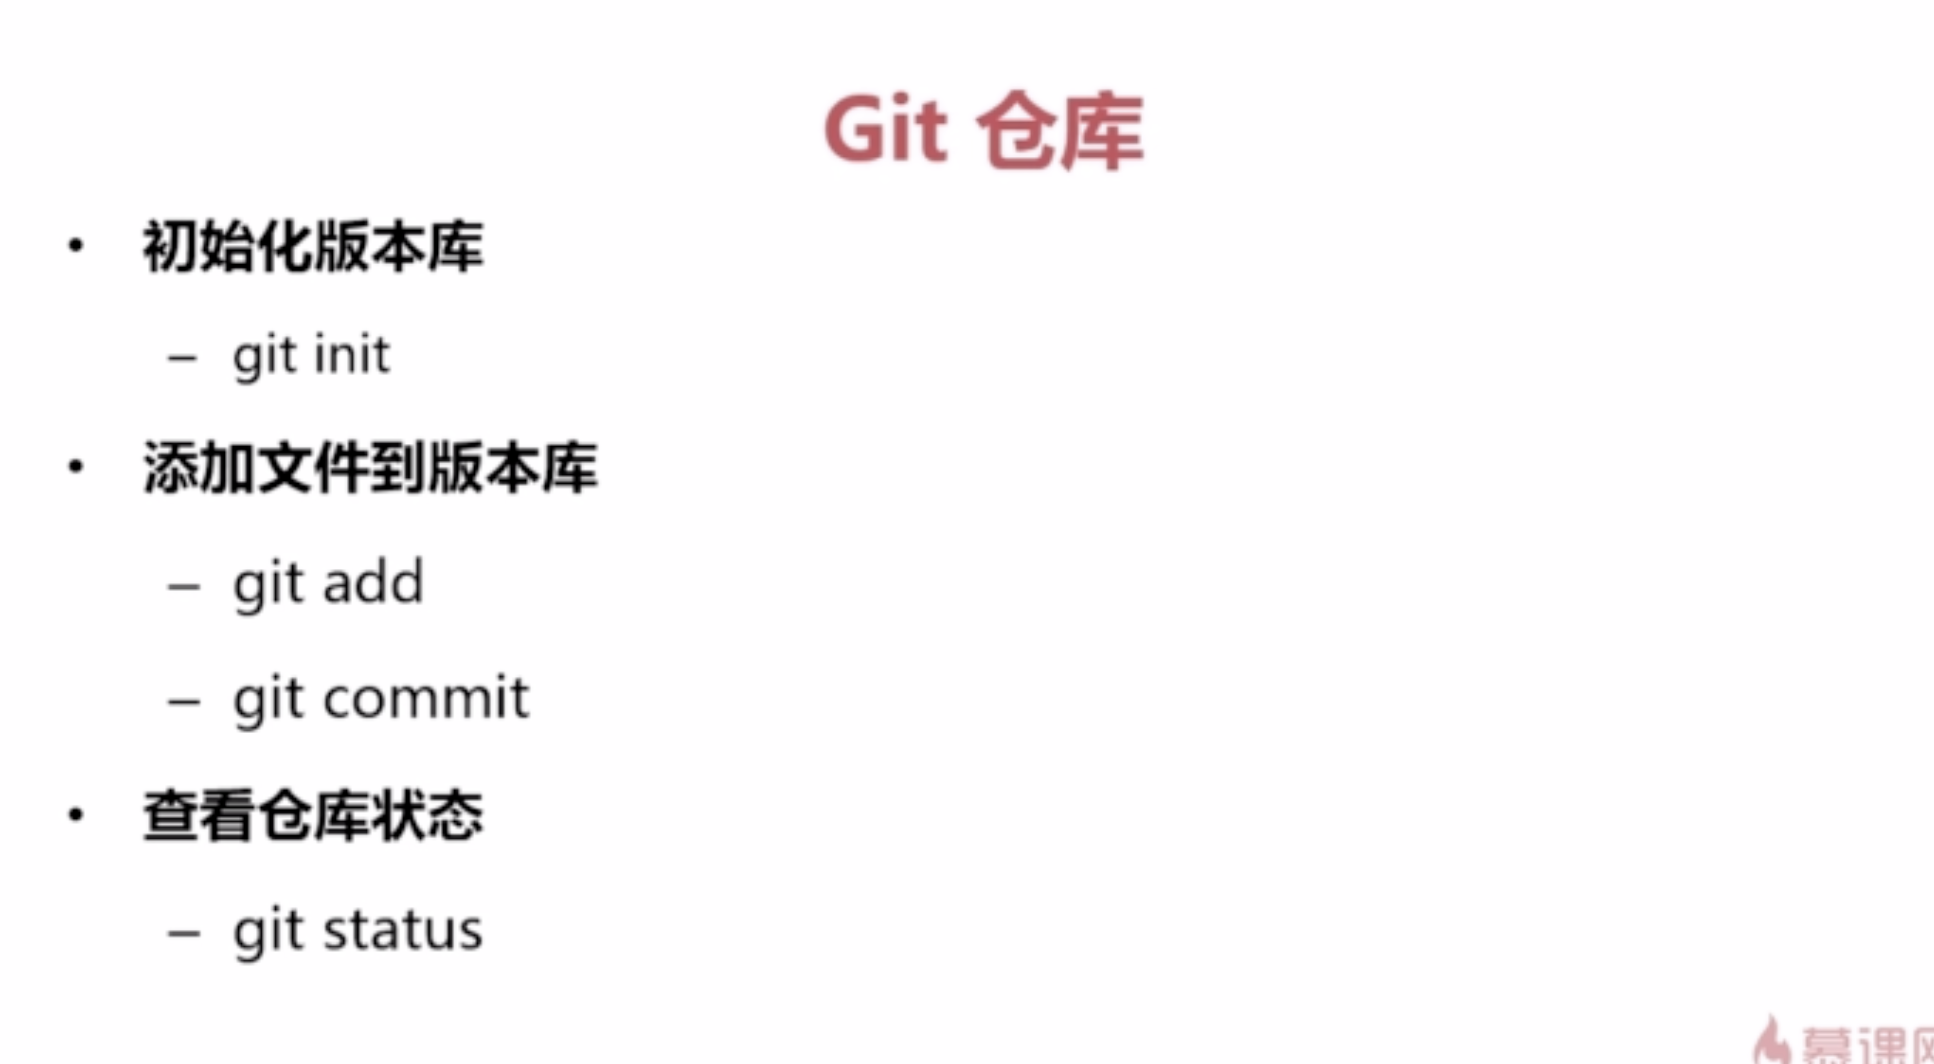 Git 仓库
• 初始化版本库
– git init
• 添加文件到版本库
– git add
– git commit
• 查看仓库状态
– git status
慕课网